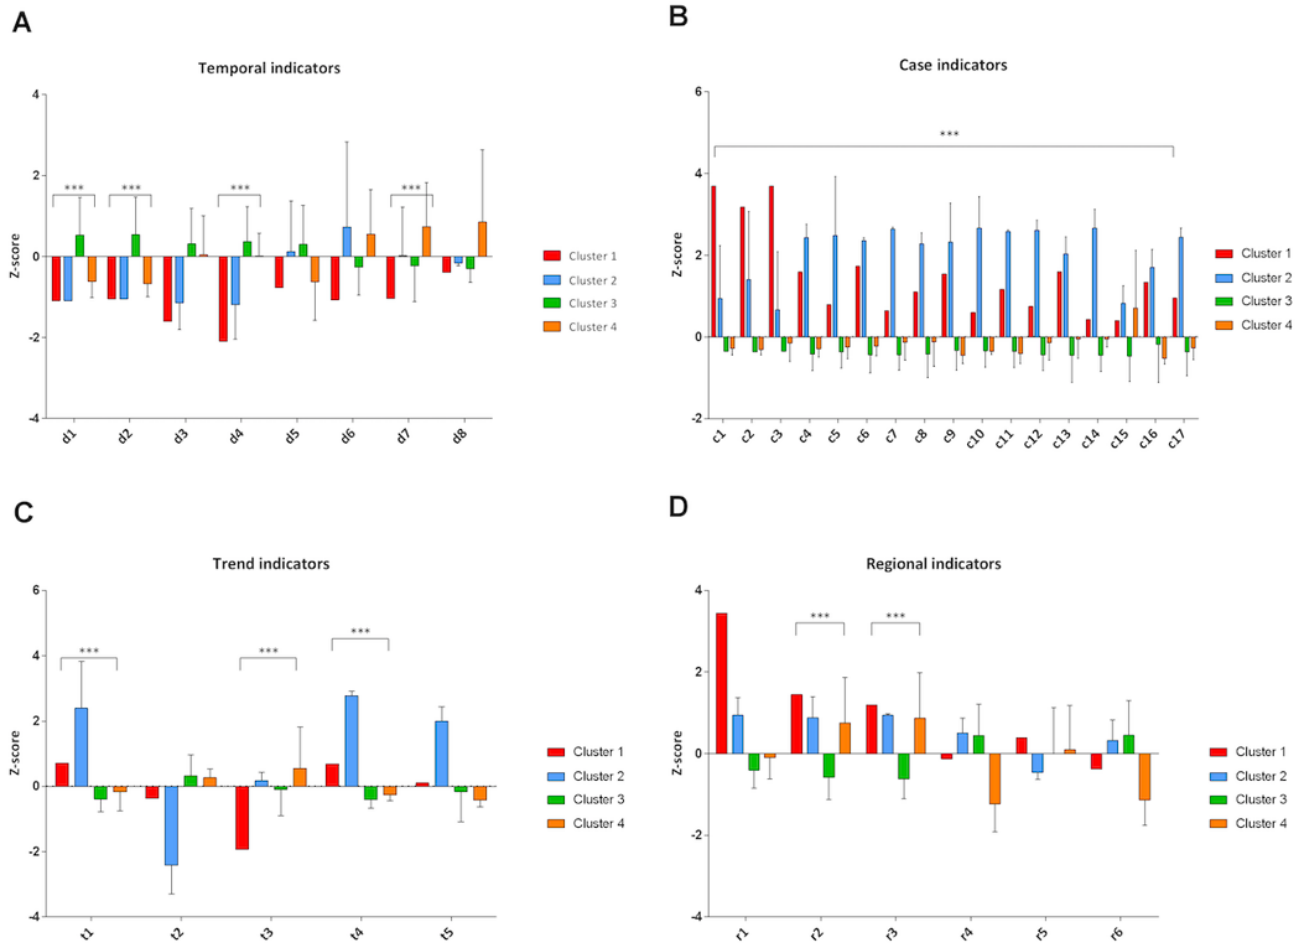 A
Temporal indicators
4
2
0
-2
-4
Z-score
***
***
***
***
d1 d2 d3 d4 d5 d6 d7 d8
Cluster 1
Cluster 2
Cluster 3
Cluster 4
B
Case indicators
6
4
2
0
-2
Z-score
***
c1 c2 c3 c4 c5 c6 c7 c8 c9 c10 c11 c12 c13 c14 c15 c16 c17
Cluster 1
Cluster 2
Cluster 3
Cluster 4
C
Trend indicators
6
4
2
0
-2
-4
Z-score
***
***
***
t1 t2 t3 t4 t5
Cluster 1
Cluster 2
Cluster 3
Cluster 4
D
Regional indicators
4
2
0
-2
-4
Z-score
***
***
r1 r2 r3 r4 r5 r6
Cluster 1
Cluster 2
Cluster 3
Cluster 4